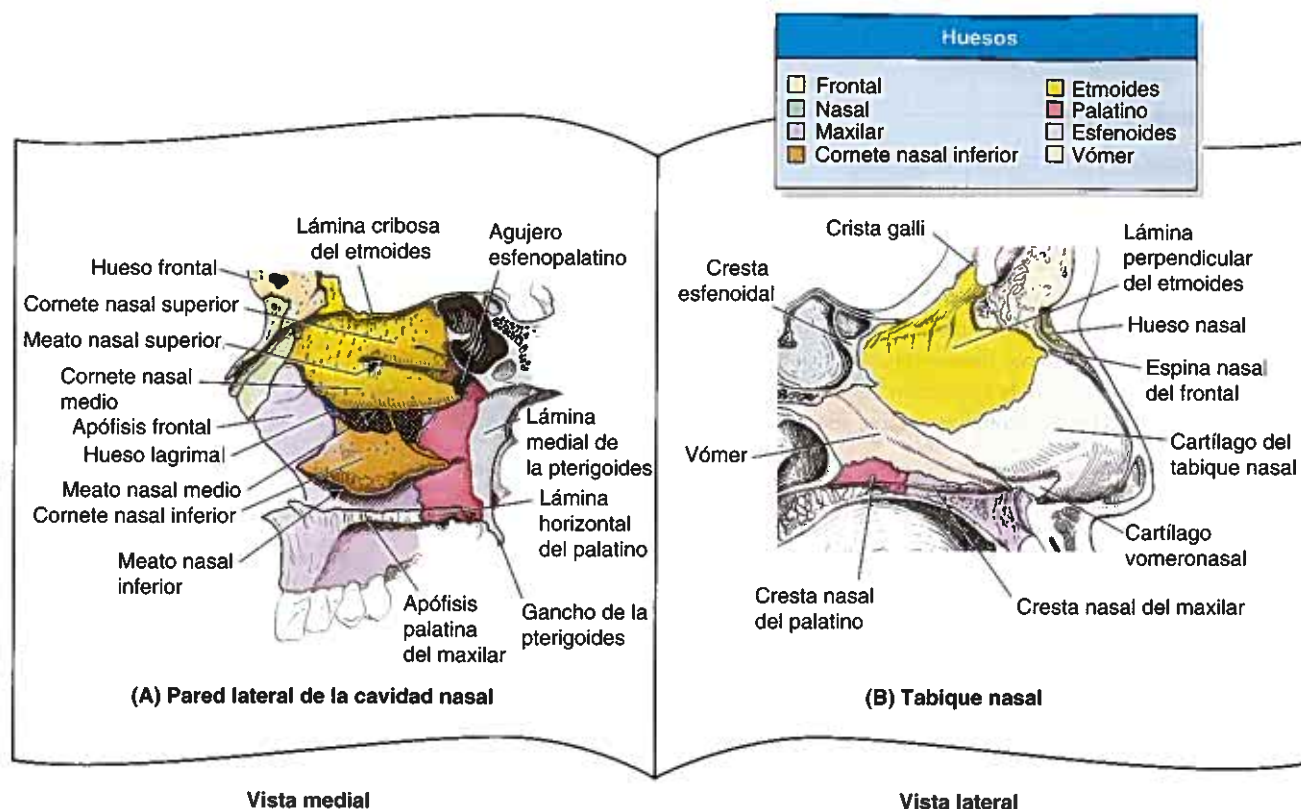 Huesos
Frontal
Nasal
Maxilar
Cornete nasal inferior
Etmoides
Palatino
Esfenoides
Vómer
Lámina cribosa
del etmoides
Agujero
esfenopalatino
Hueso frontal
Cornete nasal superior
Meato nasal superior
Cornete nasal
medio
Apófisis frontal
Hueso lagrimal
Meato nasal medio
Cornete nasal inferior
Meato nasal
inferior
Lámina
medial de
la pterigoides
Lámina
horizontal
del palatino
Apófisis
palatina
del maxilar
Gancho de la
pterigoides
(A) Pared lateral de la cavidad nasal
Vista medial
Crista galli
Cresta
esfenoidal
Lámina
perpendicular
del etmoides
Hueso nasal
Espina nasal
del frontal
Vómer
Cartílago del
tabique nasal
Cartílago
vomeronasal
Cresta nasal
del palatino
Cresta nasal del maxilar
(B) Tabique nasal
Vista lateral